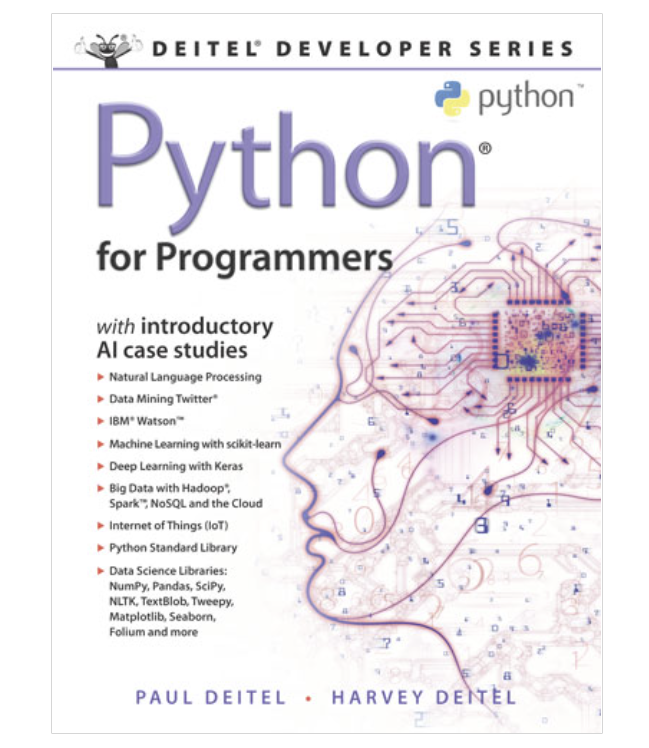 DEITEL® DEVELOPER SERIES
python™
Python®
for Programmers
with introductory
AI case studies
Natural Language Processing
Data Mining Twitter®
IBM® Watson™
Machine Learning with scikit-learn
Deep Learning with Keras
Big Data with Hadoop®,
Spark™, NoSQL and the Cloud
Internet of Things (IoT)
Python Standard Library
Data Science Libraries:
NumPy, Pandas, SciPy,
NLTK, TextBlob, Tweepy,
Matplotlib, Seaborn,
Folium and more
PAUL DEITEL • HARVEY DEITEL